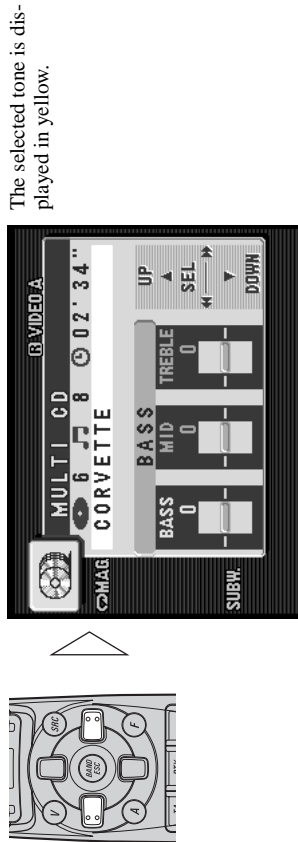 V
SRC
BAND
ESC
A
F
R VIDEO A
MULTI CD
6 8 02' 34"
MAG
CORVETTE
BASS
BASS MID TREBLE
0 0 0
UP
SEL
DOWN
SUBW.
The selected tone is dis-
played in yellow.